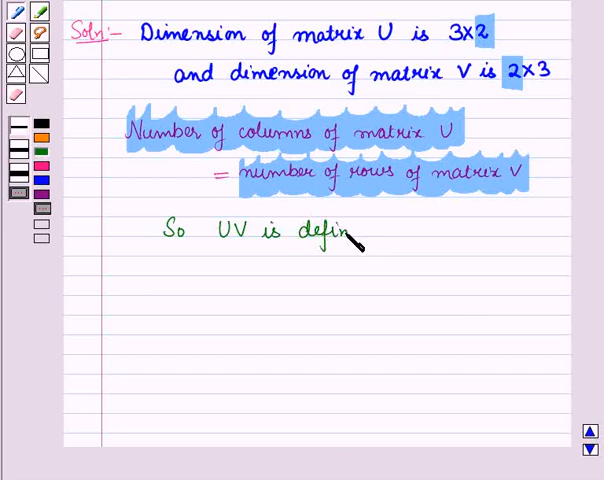 Soln:- Dimension of matrix U is 3×2
and dimension of matrix V is 2×3
Number of columns of matrix U
= number of rows of matrix V
So UV is defin